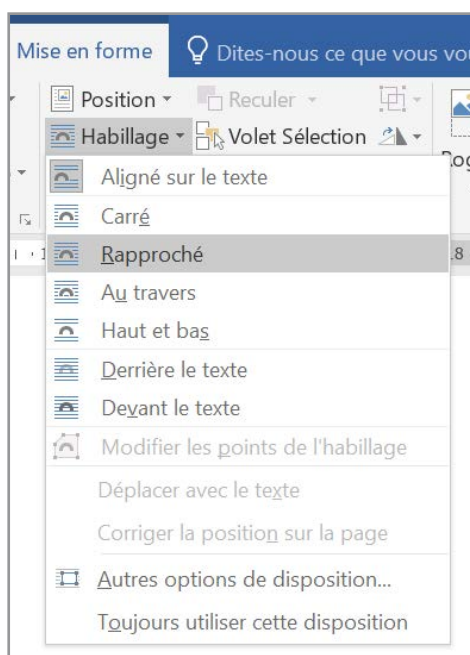 Mise en forme Dites-nous ce que vous
Position Reculer
Habillage Volet Sélection
Aligné sur le texte
Carré
Rapproché
Au travers
Haut et bas
Derrière le texte
Devant le texte
Modifier les points de l'habillage
Déplacer avec le texte
Corriger la position sur la page
Autres options de disposition...
Toujours utiliser cette disposition